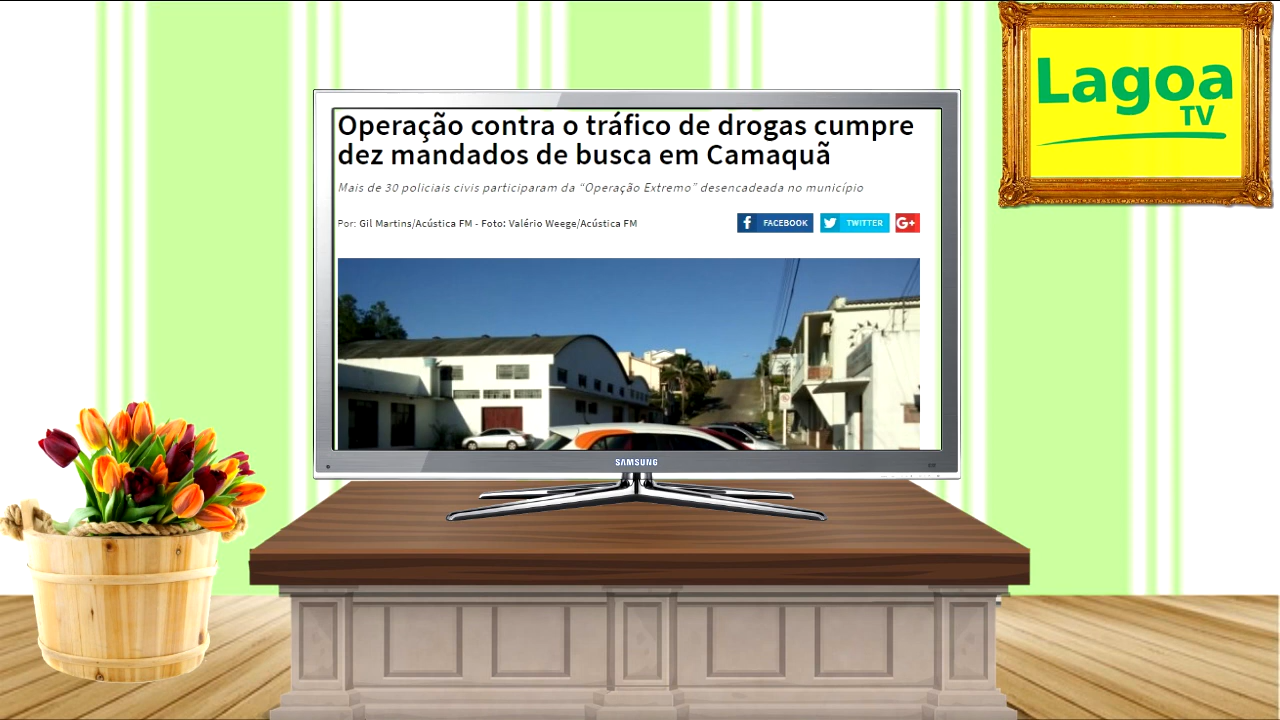 Lagoa
TV
Operação contra o tráfico de drogas cumpre
dez mandados de busca em Camaquã
Mais de 30 policiais civis participaram da “Operação Extremo” desencadeada no município
Por: Gil Martins/Acústica FM - Foto: Valério Weege/Acústica FM
FACEBOOK
TWITTER
G+
SAMSUNG